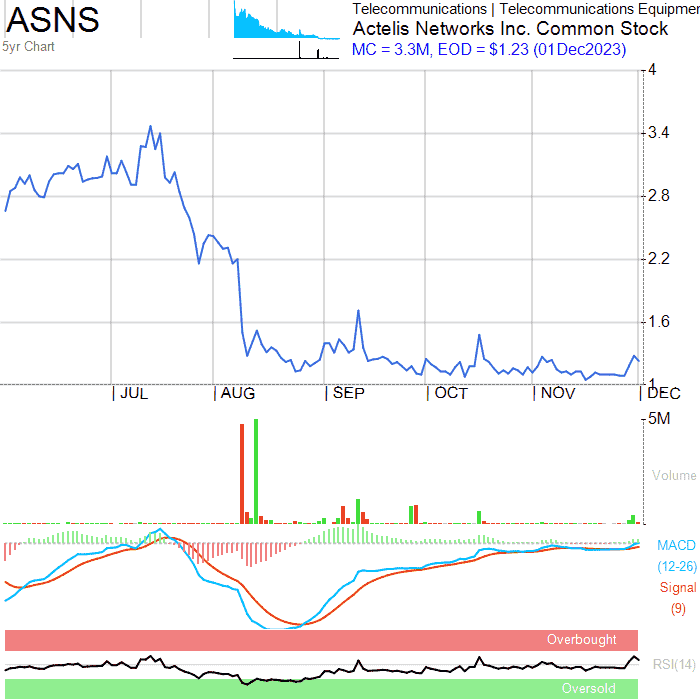 ASNS
5yr Chart
Telecommunications | Telecommunications Equipmen
Actelis Networks Inc. Common Stock
MC = 3.3M, EOD = $1.23 (01Dec2023)
4
3.4
2.8
2.2
1.6
1
JUL AUG SEP OCT NOV DEC
5M
Volume
MACD
(12-26)
Signal
(9)
Overbought
RSI(14)
Oversold